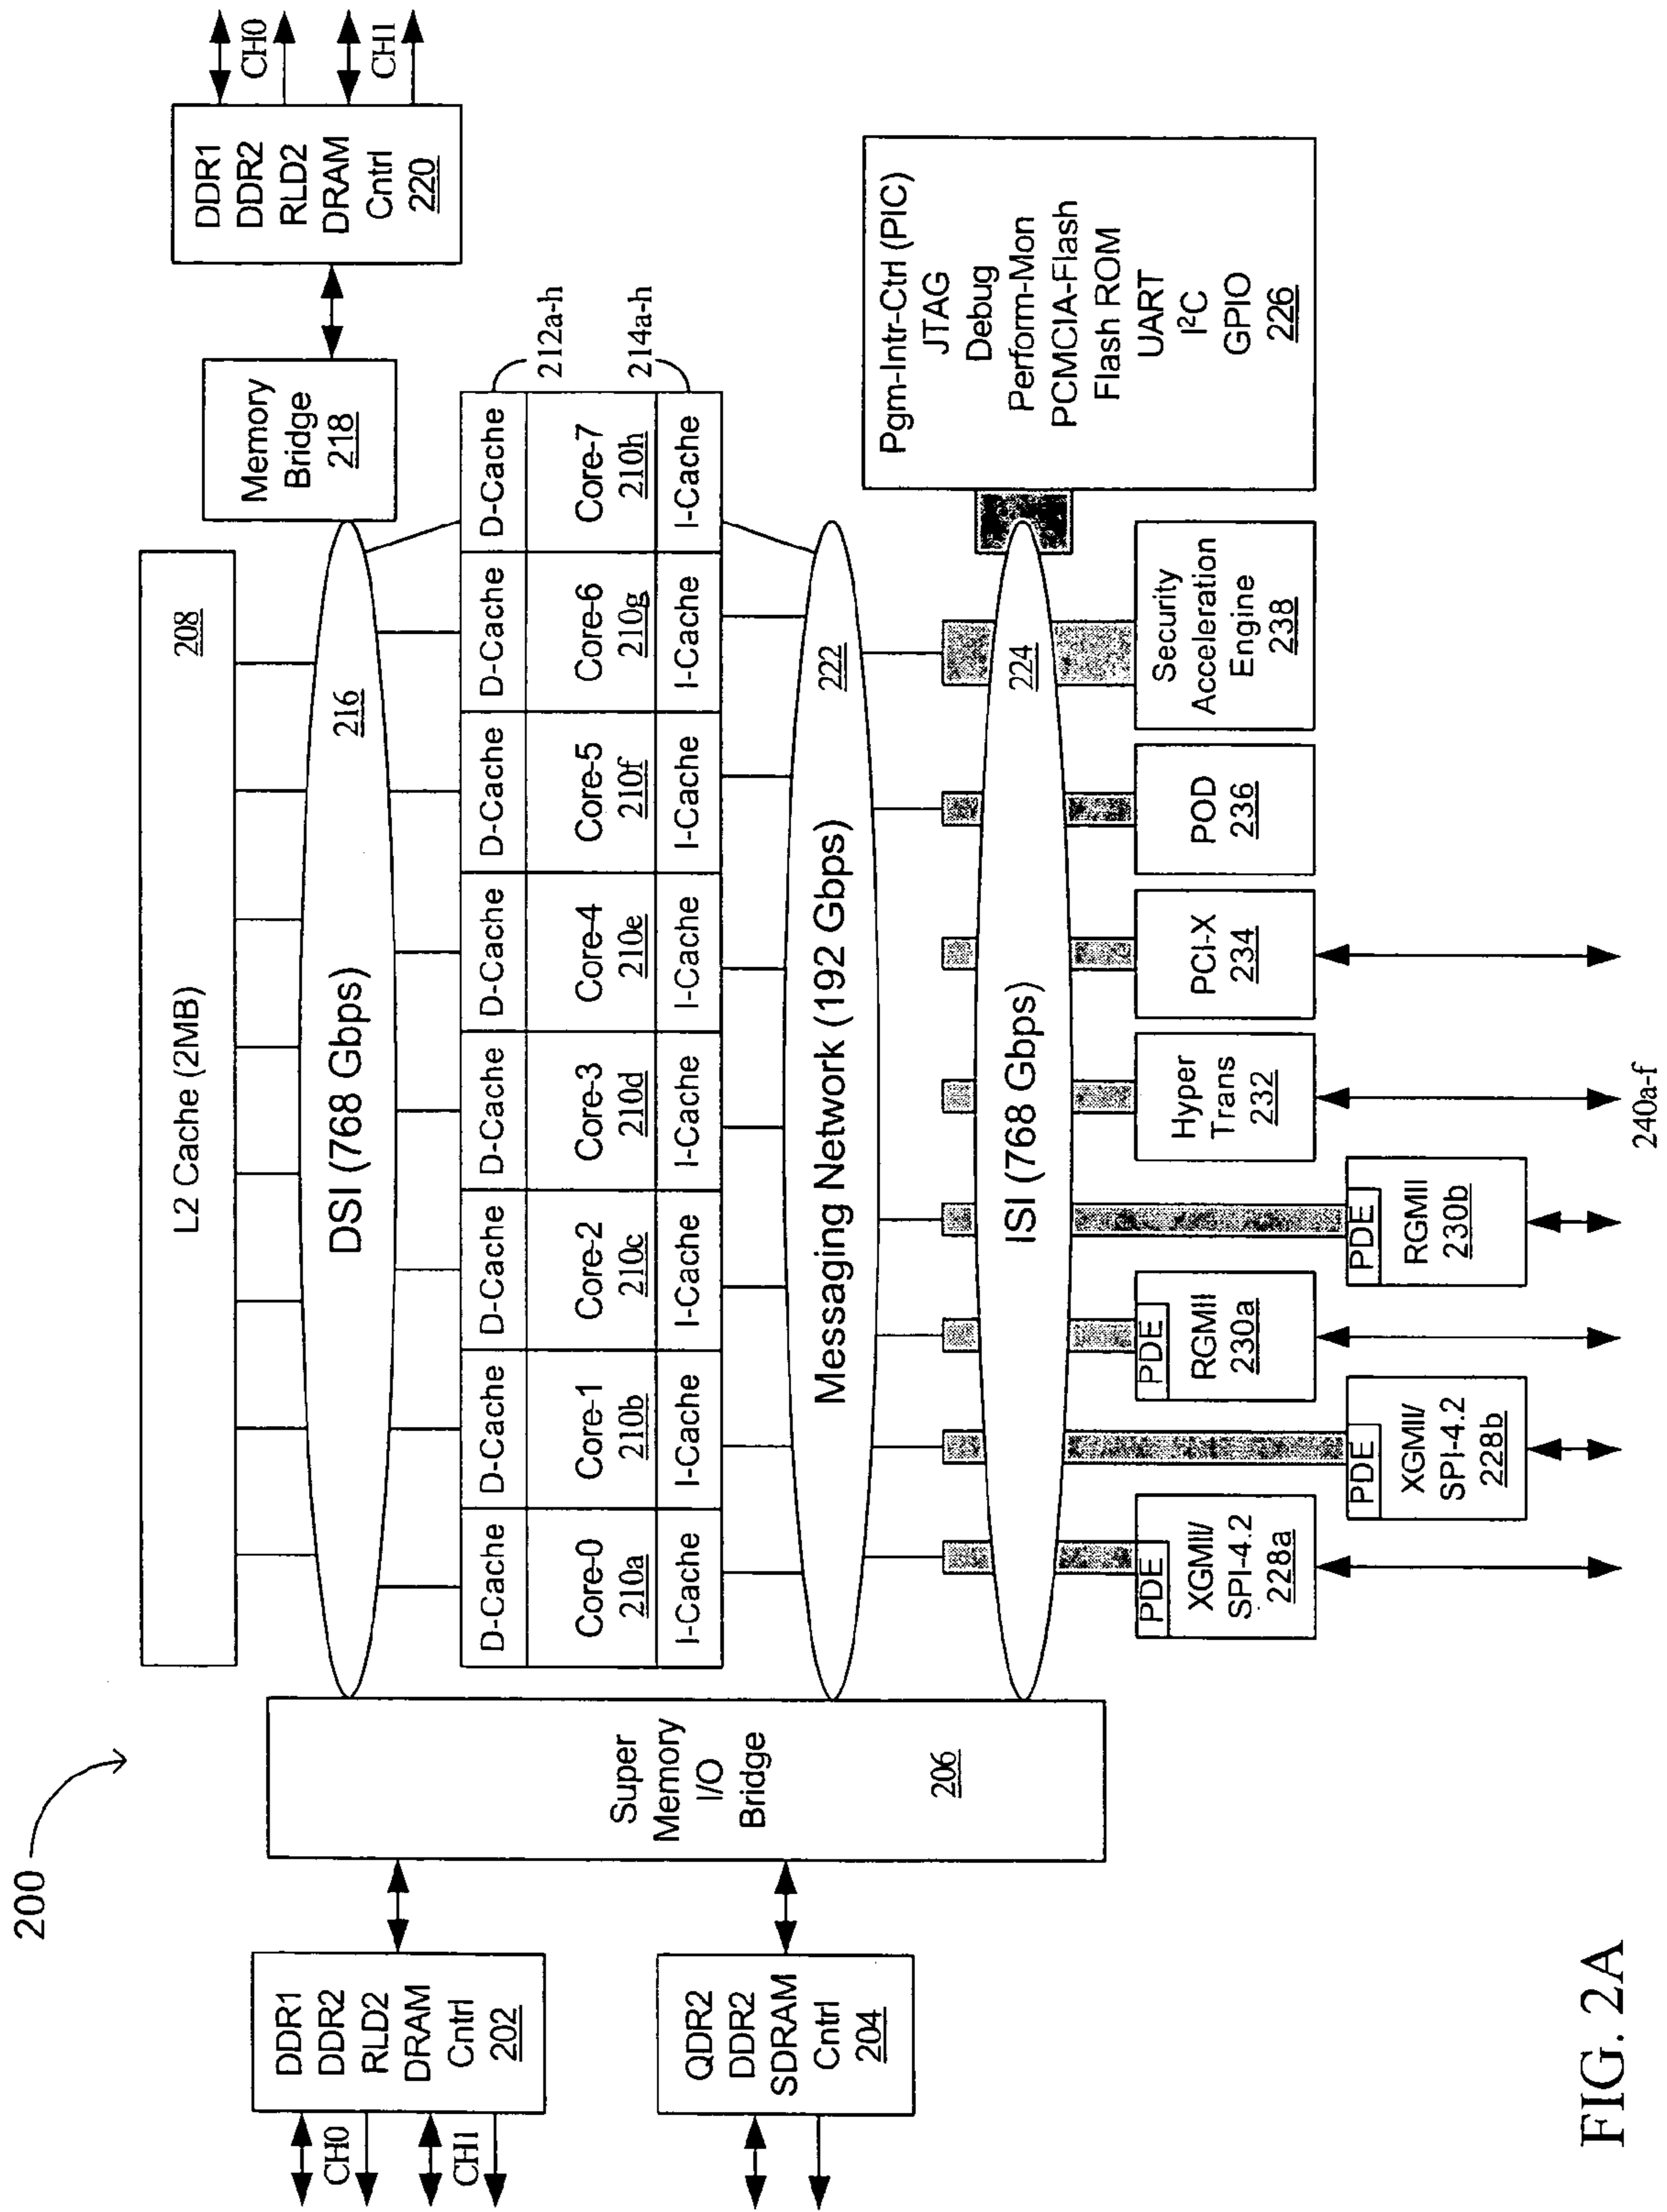 200
DDR1
DDR2
RLD2
DRAM
Cntrl
202
CH0
CH1
QDR2
DDR2
SDRAM
Cntrl
204
Super
Memory
I/O
Bridge
206
L2 Cache (2MB)
208
DSI (768 Gbps)
216
Memory
Bridge
218
DDR1
DDR2
RLD2
DRAM
Cntrl
220
CH0
CH1
D-Cache D-Cache D-Cache D-Cache D-Cache D-Cache D-Cache D-Cache
212a-h
Core-0 Core-1 Core-2 Core-3 Core-4 Core-5 Core-6 Core-7
210a 210b 210c 210d 210e 210f 210g 210h
I-Cache I-Cache I-Cache I-Cache I-Cache I-Cache I-Cache I-Cache
214a-h
Messaging Network (192 Gbps)
222
ISI (768 Gbps)
224
Pgm-Intr-Ctrl (PIC)
JTAG
Debug
Perform-Mon
PCMCIA-Flash
Flash ROM
UART
I²C
GPIO
226
PDE
XGMII/
SPI-4.2
228a
PDE
XGMII/
SPI-4.2
228b
PDE
RGMII
230a
PDE
RGMII
230b
Hyper
Trans
232
PCI-X
234
POD
236
Security
Acceleration
Engine
238
240a-f
FIG. 2A